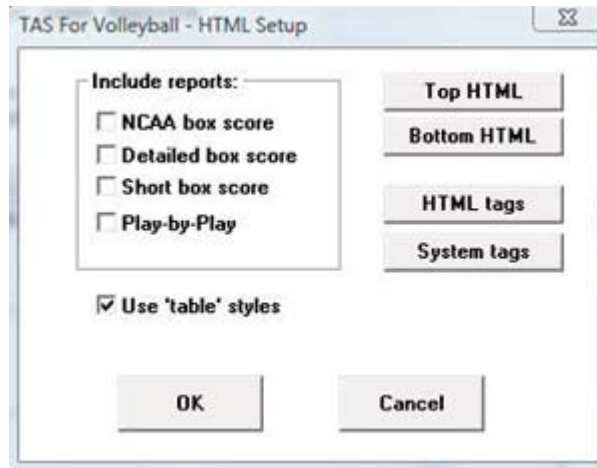 TAS For Volleyball - HTML Setup
Include reports:
NCAA box score
Detailed box score
Short box score
Play-by-Play
Top HTML
Bottom HTML
HTML tags
System tags
Use 'table' styles
OK
Cancel